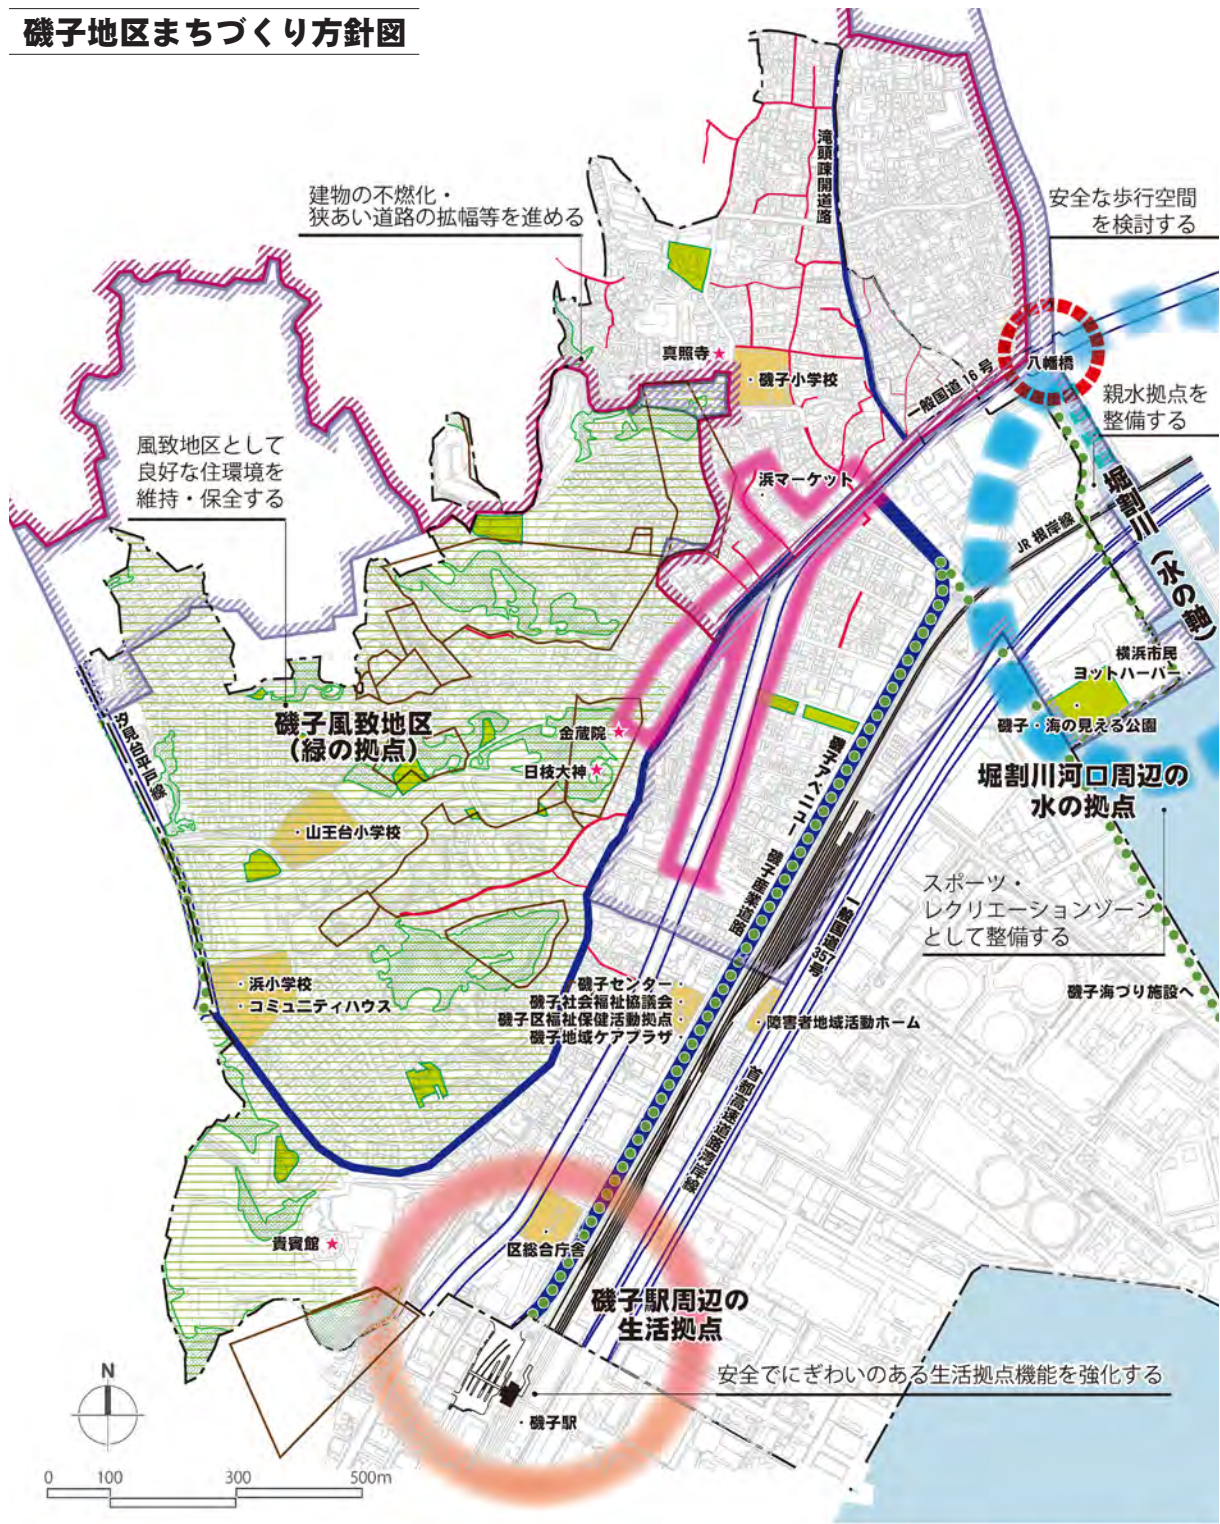 磯子地区まちづくり方針図
建物の不燃化・
狭あい道路の拡幅等を進める
滝頭疎開道路
安全な歩行空間
を検討する
真照寺
・磯子小学校
一般国道 16 号
八幡橋
親水拠点を
整備する
風致地区として
良好な住環境を
維持・保全する
浜マーケット
堀割川（水の軸）
JR 根岸線
横浜市民
ヨットハーバー・
磯子・海の見える公園
汐見台平戸線
磯子風致地区
（緑の拠点）
金蔵院
日枝大神
磯子アベニュー
磯子産業道路
堀割川河口周辺の
水の拠点
・山王台小学校
スポーツ・
レクリエーションゾーン
として整備する
一般国道 357 号
・浜小学校
・コミュニティハウス
磯子センター・
磯子社会福祉協議会・
磯子区福祉保健活動拠点・
磯子地域ケアプラザ・
・障害者地域活動ホーム
磯子海づり施設へ
首都高速道路湾岸線
貴賓館
区総合庁舎
磯子駅周辺の
生活拠点
安全でにぎわいのある生活拠点機能を強化する
・磯子駅
N
0 100 300 500m